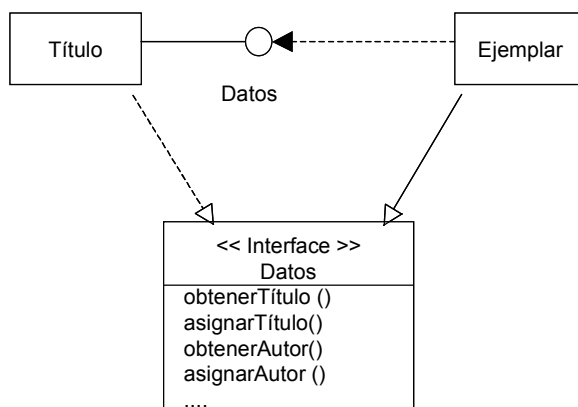 Título
Ejemplar
Datos
<< Interface >>
Datos
obtenerTítulo ()
asignarTítulo()
obtenerAutor()
asignarAutor ()
....